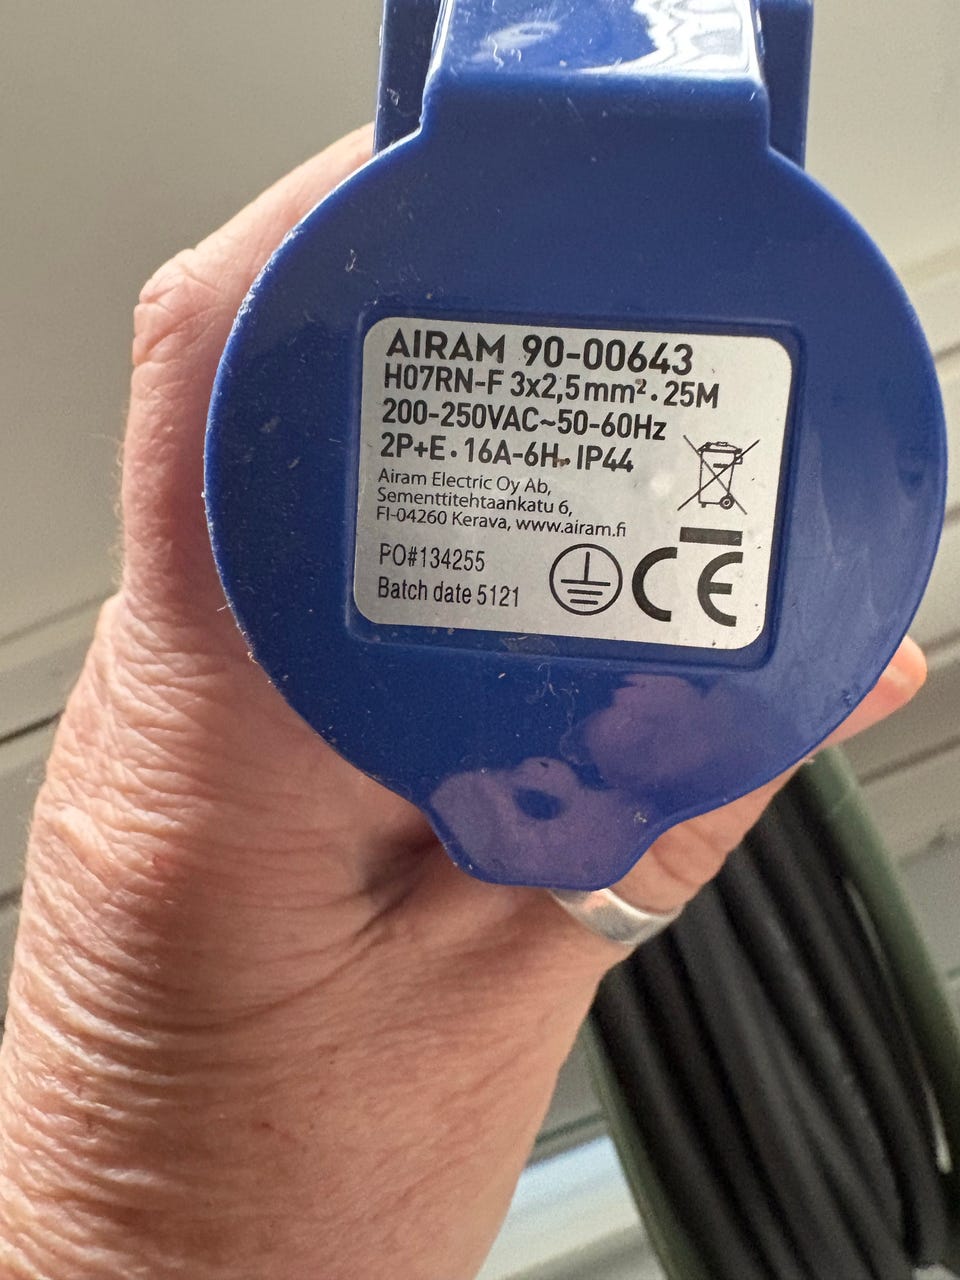 AIRAM 90-00643
H07RN-F 3x2,5mm²·25M
200-250VAC~50-60Hz
2P+E·16A-6H·IP44
Airam Electric Oy Ab,
Sementtitehtaankatu 6,
FI-04260 Kerava, www.airam.fi
PO#134255
Batch date 5121
CE